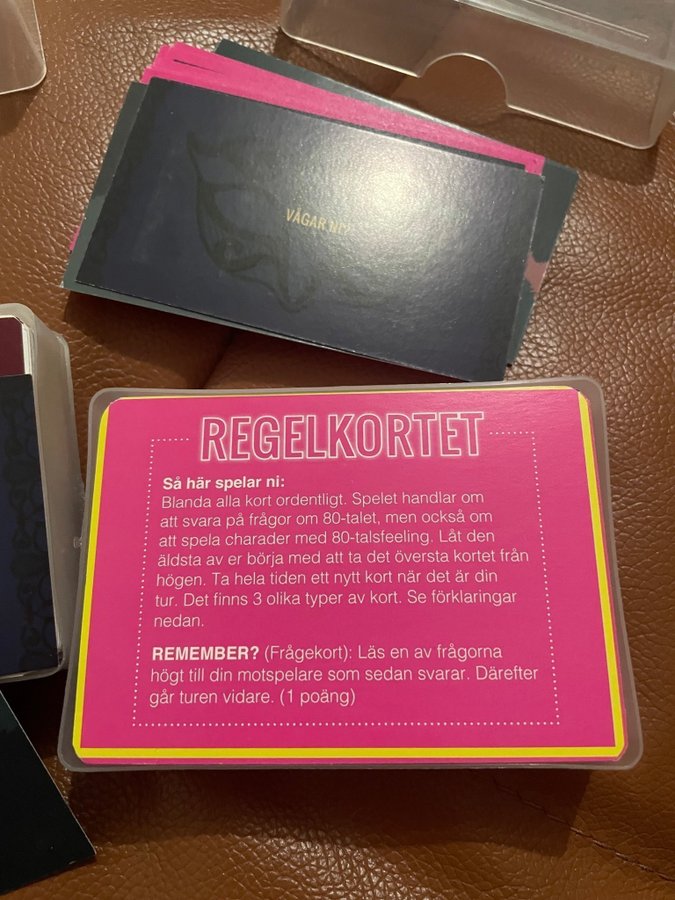 VÅGAR NI?
REGELKORTET
Så här spelar ni:
Blanda alla kort ordentligt. Spelet handlar om
att svara på frågor om 80-talet, men också om
att spela charader med 80-talsfeeling. Låt den
äldsta av er börja med att ta det översta kortet från
högen. Ta hela tiden ett nytt kort när det är din
tur. Det finns 3 olika typer av kort. Se förklaringar
nedan.
REMEMBER? (Frågekort): Läs en av frågorna
högt till din motspelare som sedan svarar. Därefter
går turen vidare. (1 poäng)